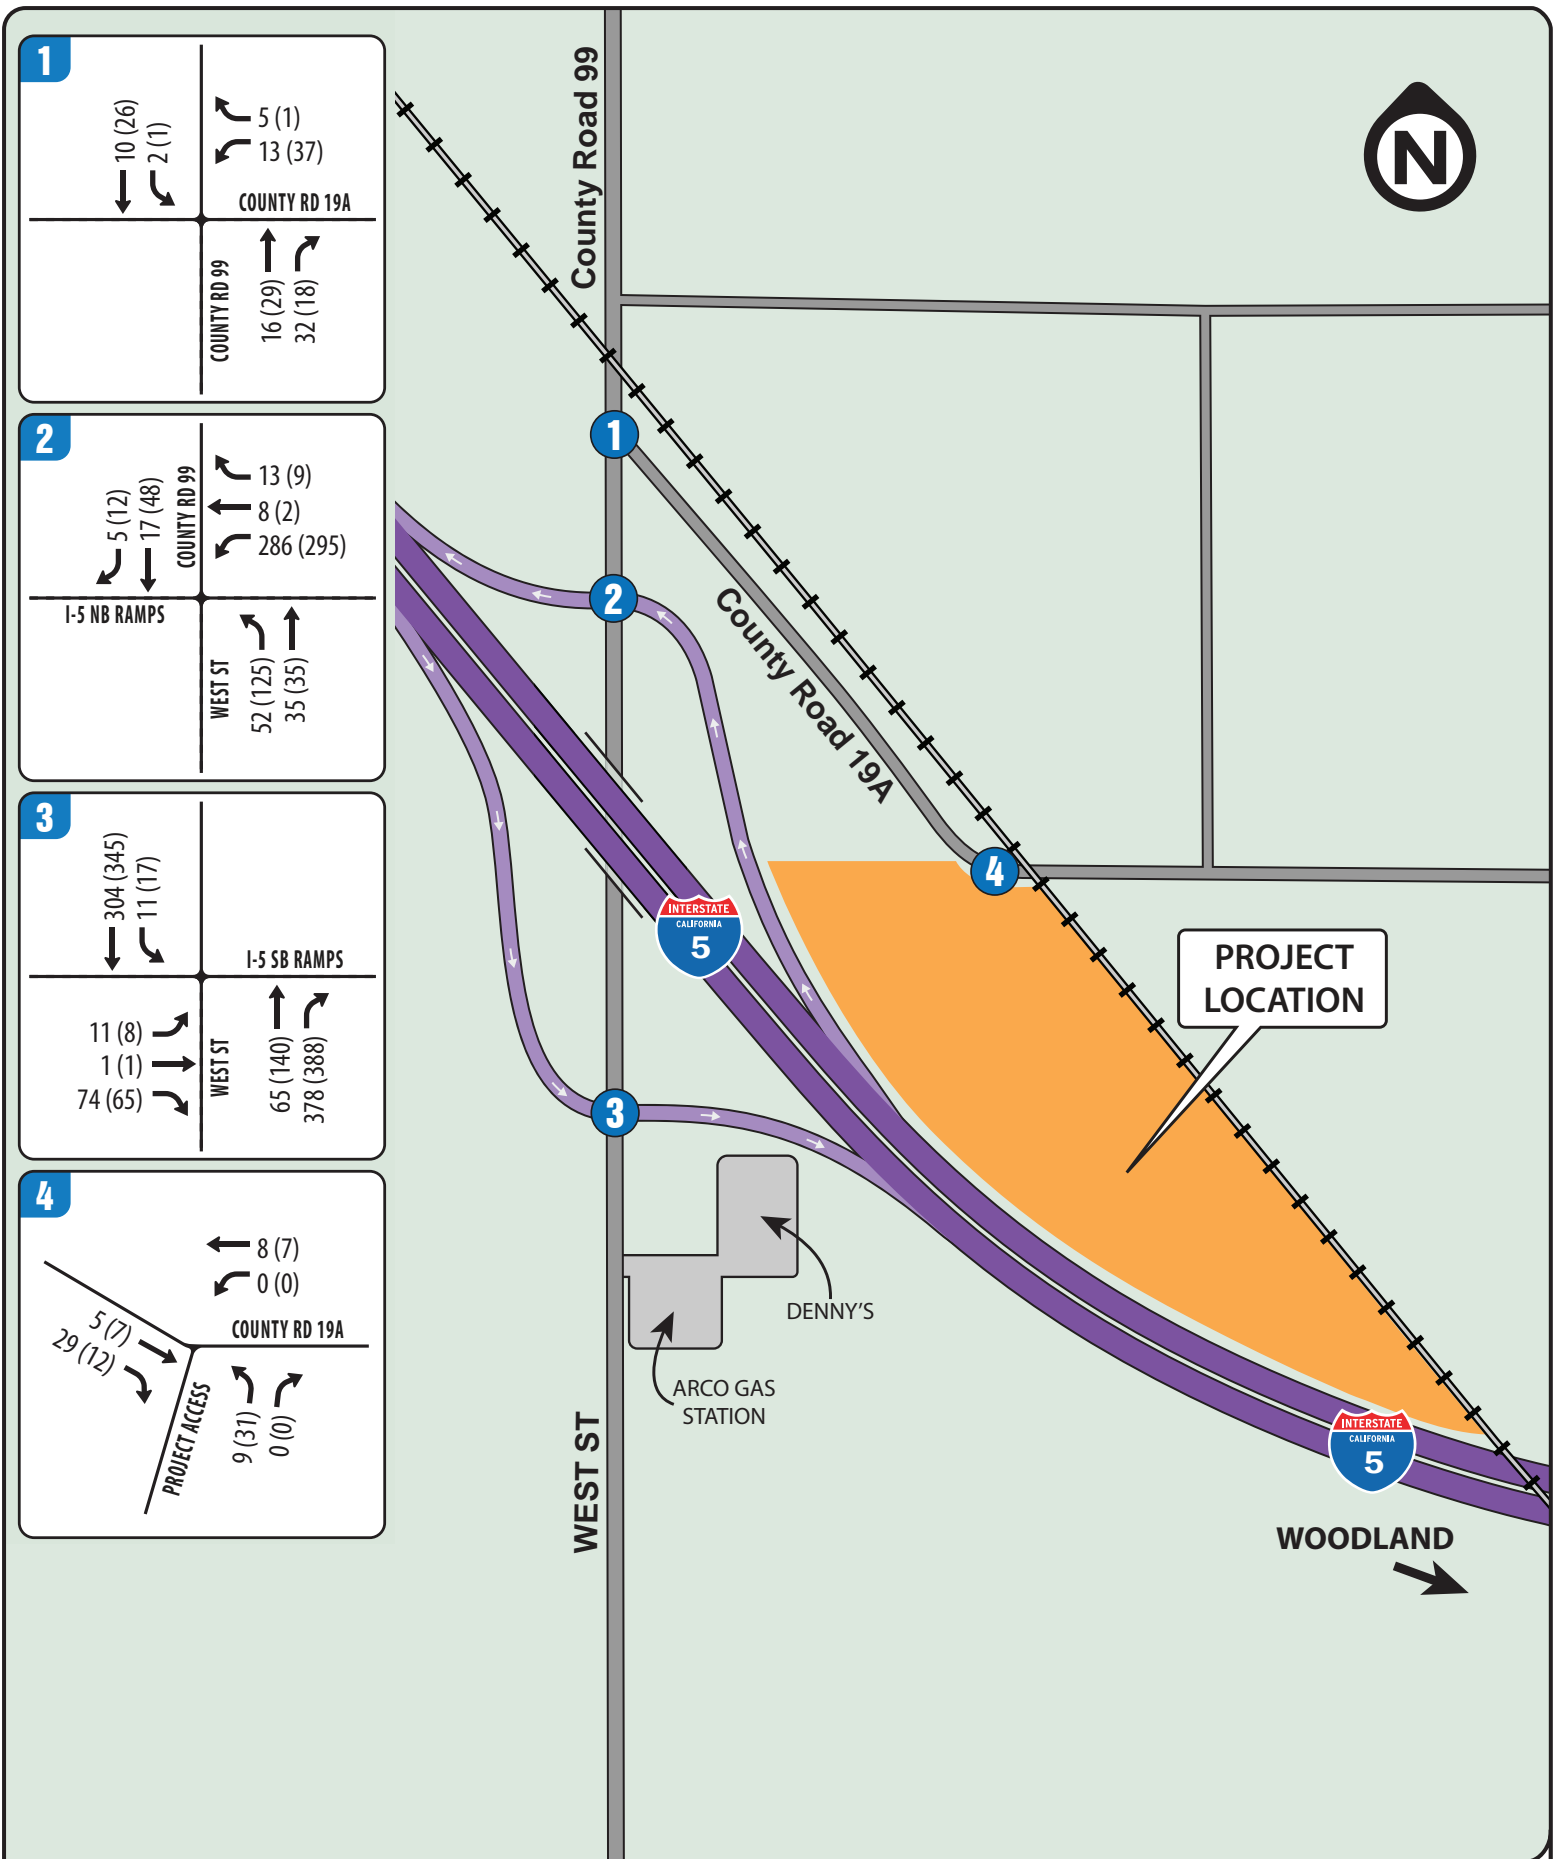 1
10 (26)
2 (1)
5 (1)
13 (37)
COUNTY RD 19A
COUNTY RD 99
16 (29)
32 (18)
2
5 (12)
17 (48)
COUNTY RD 99
13 (9)
8 (2)
286 (295)
I-5 NB RAMPS
WEST ST
52 (125)
35 (35)
3
304 (345)
11 (17)
I-5 SB RAMPS
11 (8)
1 (1)
74 (65)
WEST ST
65 (140)
378 (388)
4
8 (7)
0 (0)
5 (7)
29 (12)
COUNTY RD 19A
PROJECT ACCESS
9 (31)
0 (0)
County Road 99
N
1
2
County Road 19A
4
INTERSTATE
CALIFORNIA
5
PROJECT
LOCATION
3
DENNY'S
ARCO GAS
STATION
WEST ST
INTERSTATE
CALIFORNIA
5
WOODLAND